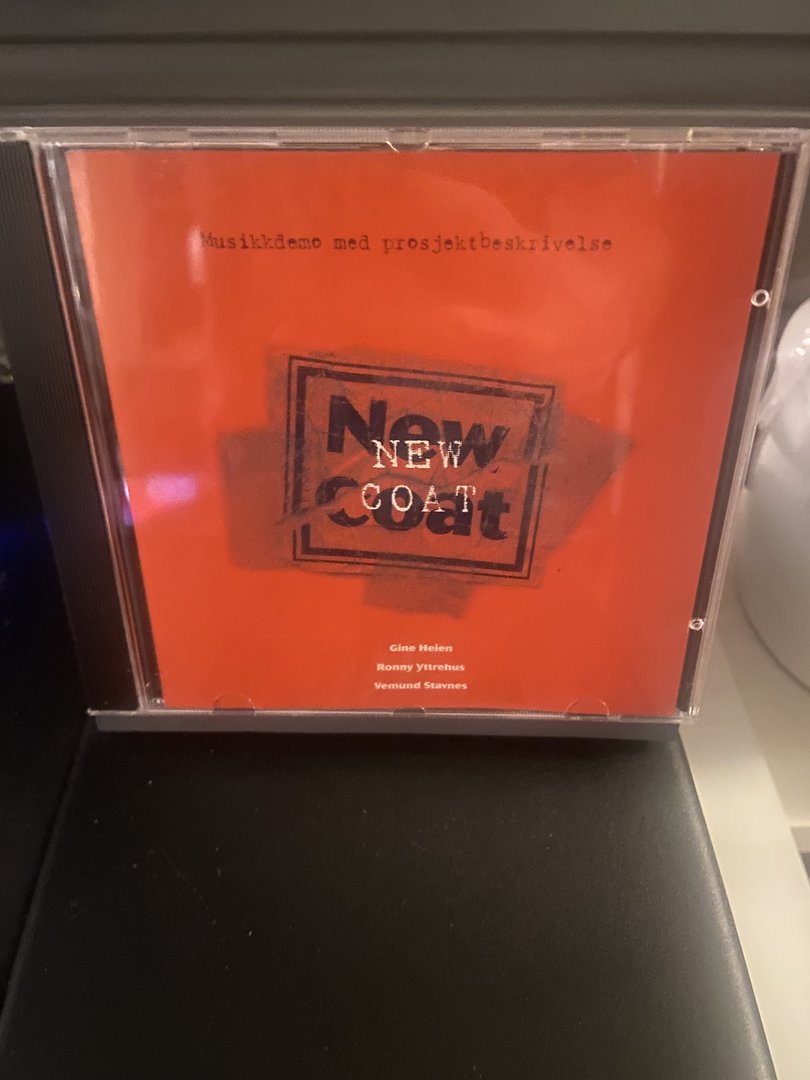 Musikkdemo med prosjektbeskrivelse
New
coat
NEW
COAT
Gine Heien
Ronny Yttrehus
Vemund Stavnes